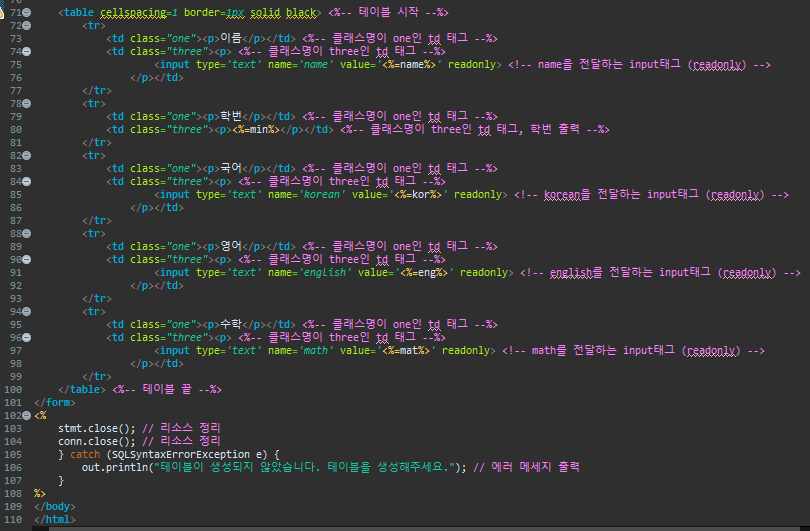 71 <table cellspacing=1 border=1px solid black> <%-- 테이블 시작 --%>
72 <tr>
73 <td class="one"><p>이름</p></td> <%-- 클래스명이 one인 td 태그 --%>
74 <td class="three"><p> <%-- 클래스명이 three인 td 태그 --%>
75 <input type='text' name='name' value='<%=name%>' readonly> <!-- name을 전달하는 input태그 (readonly) -->
76 </p></td>
77 </tr>
78 <tr>
79 <td class="one"><p>학번</p></td> <%-- 클래스명이 one인 td 태그 --%>
80 <td class="three"><p><%=min%></p></td> <%-- 클래스명이 three인 td 태그, 학번 출력 --%>
81 </tr>
82 <tr>
83 <td class="one"><p>국어</p></td> <%-- 클래스명이 one인 td 태그 --%>
84 <td class="three"><p> <%-- 클래스명이 three인 td 태그 --%>
85 <input type='text' name='korean' value='<%=kor%>' readonly> <!-- korean을 전달하는 input태그 (readonly) -->
86 </p></td>
87 </tr>
88 <tr>
89 <td class="one"><p>영어</p></td> <%-- 클래스명이 one인 td 태그 --%>
90 <td class="three"><p> <%-- 클래스명이 three인 td 태그 --%>
91 <input type='text' name='english' value='<%=eng%>' readonly> <!-- english를 전달하는 input태그 (readonly) -->
92 </p></td>
93 </tr>
94 <tr>
95 <td class="one"><p>수학</p></td> <%-- 클래스명이 one인 td 태그 --%>
96 <td class="three"><p> <%-- 클래스명이 three인 td 태그 --%>
97 <input type='text' name='math' value='<%=mat%>' readonly> <!-- math를 전달하는 input태그 (readonly) -->
98 </p></td>
99 </tr>
100 </table> <%-- 테이블 끝 --%>
101 </form>
102 <%
103 stmt.close(); // 리소스 정리
104 conn.close(); // 리소스 정리
105 } catch (SQLSyntaxErrorException e) {
106 out.println("테이블이 생성되지 않았습니다. 테이블을 생성해주세요."); // 에러 메세지 출력
107 }
108 %>
109 </body>
110 </html>